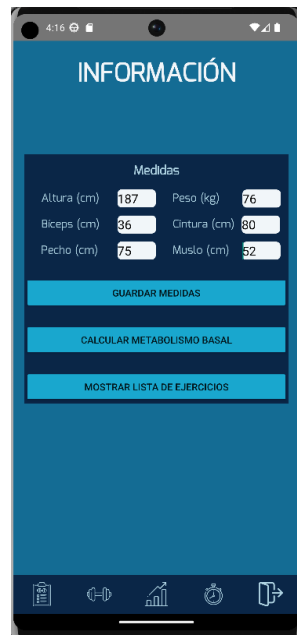 4:16
INFORMACIÓN
Medidas
Altura (cm) 187 Peso (kg) 76
Bíceps (cm) 36 Cintura (cm) 80
Pecho (cm) 75 Muslo (cm) 52
GUARDAR MEDIDAS
CALCULAR METABOLISMO BASAL
MOSTRAR LISTA DE EJERCICIOS